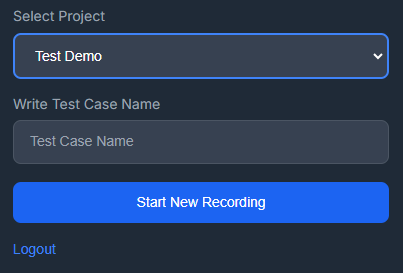 Select Project
Test Demo
Write Test Case Name
Test Case Name
Start New Recording
Logout